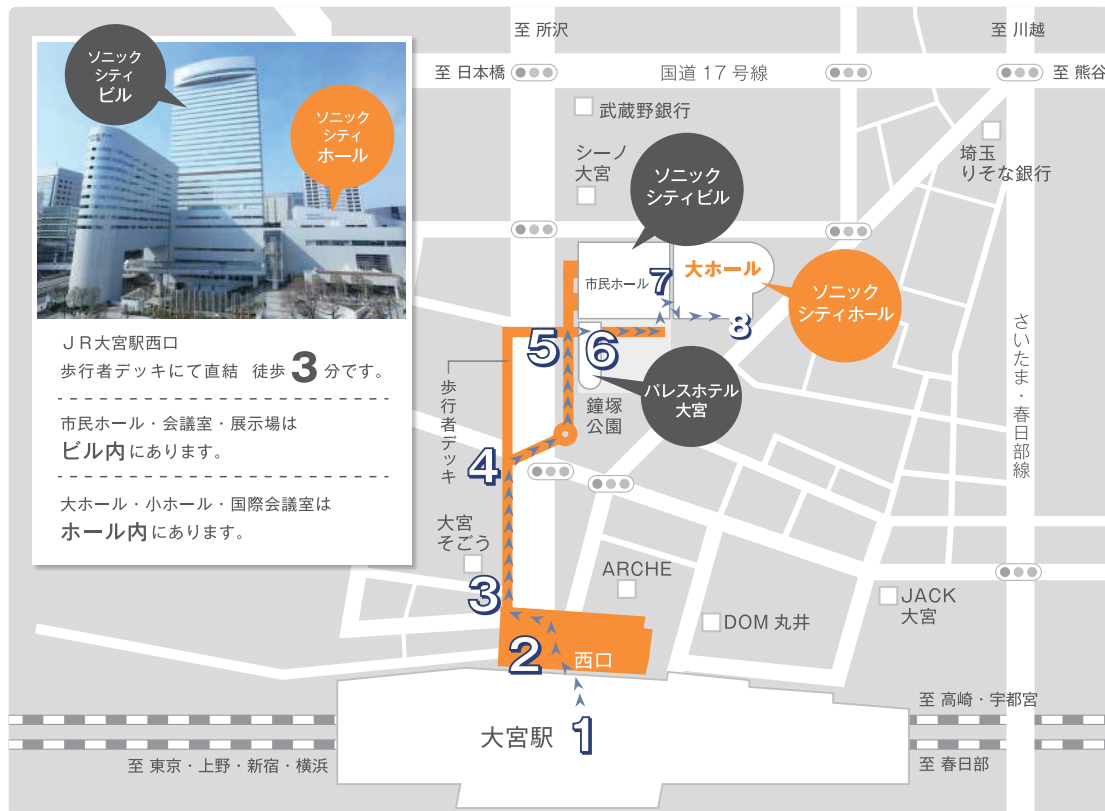 ソニック
シティ
ビル
ソニック
シティ
ホール
JR大宮駅西口
歩行者デッキにて直結 徒歩3分です。
市民ホール・会議室・展示場は
ビル内にあります。
大ホール・小ホール・国際会議室は
ホール内にあります。
至 所沢
至 川越
至 日本橋
国道17号線
至 熊谷
武蔵野銀行
シーノ
大宮
埼玉
りそな銀行
ソニック
シティビル
市民ホール
7
大ホール
ソニック
シティホール
8
5
6
パレスホテル
大宮
鐘塚
公園
歩行者デッキ
さいたま・春日部線
4
大宮
そごう
3
ARCHE
JACK
大宮
DOM 丸井
2
西口
大宮駅
1
至 高崎・宇都宮
至 東京・上野・新宿・横浜
至 春日部